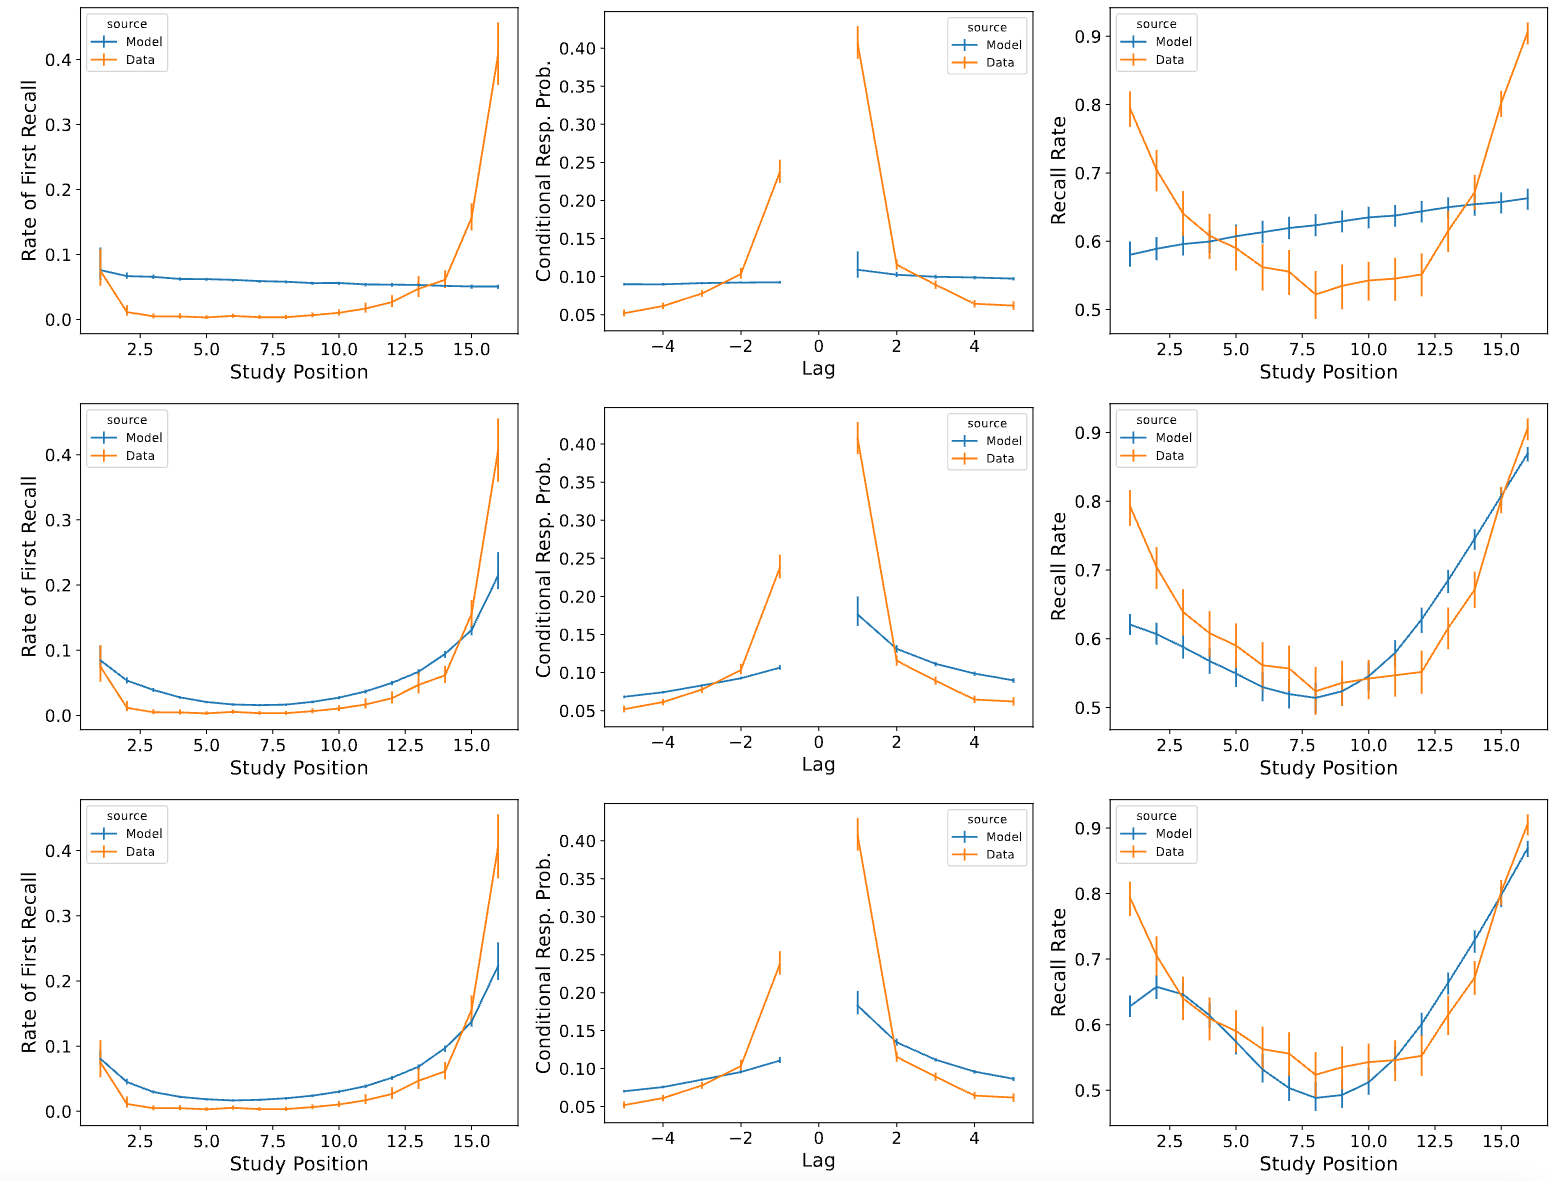 source
Model
Data
Rate of First Recall
0.4
0.3
0.2
0.1
0.0
2.5 5.0 7.5 10.0 12.5 15.0
Study Position
source
Model
Data
Conditional Resp. Prob.
0.40
0.35
0.30
0.25
0.20
0.15
0.10
0.05
−4 −2 0 2 4
Lag
source
Model
Data
Recall Rate
0.9
0.8
0.7
0.6
0.5
2.5 5.0 7.5 10.0 12.5 15.0
Study Position
source
Model
Data
Rate of First Recall
0.4
0.3
0.2
0.1
0.0
2.5 5.0 7.5 10.0 12.5 15.0
Study Position
source
Model
Data
Conditional Resp. Prob.
0.40
0.35
0.30
0.25
0.20
0.15
0.10
0.05
−4 −2 0 2 4
Lag
source
Model
Data
Recall Rate
0.9
0.8
0.7
0.6
0.5
2.5 5.0 7.5 10.0 12.5 15.0
Study Position
source
Model
Data
Rate of First Recall
0.4
0.3
0.2
0.1
0.0
2.5 5.0 7.5 10.0 12.5 15.0
Study Position
source
Model
Data
Conditional Resp. Prob.
0.40
0.35
0.30
0.25
0.20
0.15
0.10
0.05
−4 −2 0 2 4
Lag
source
Model
Data
Recall Rate
0.9
0.8
0.7
0.6
0.5
2.5 5.0 7.5 10.0 12.5 15.0
Study Position